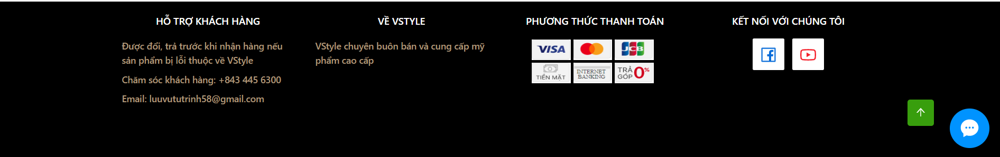 HỖ TRỢ KHÁCH HÀNG
Được đổi, trả trước khi nhận hàng nếu
sản phẩm bị lỗi thuộc về VStyle
Chăm sóc khách hàng: +843 445 6300
Email: luuvututrinh58@gmail.com
VỀ VSTYLE
VStyle chuyên buôn bán và cung cấp mỹ
phẩm cao cấp
PHƯƠNG THỨC THANH TOÁN
VISA
JCB
TIỀN MẶT
INTERNET
BANKING
TRẢ
GÓP 0%
KẾT NỐI VỚI CHÚNG TÔI